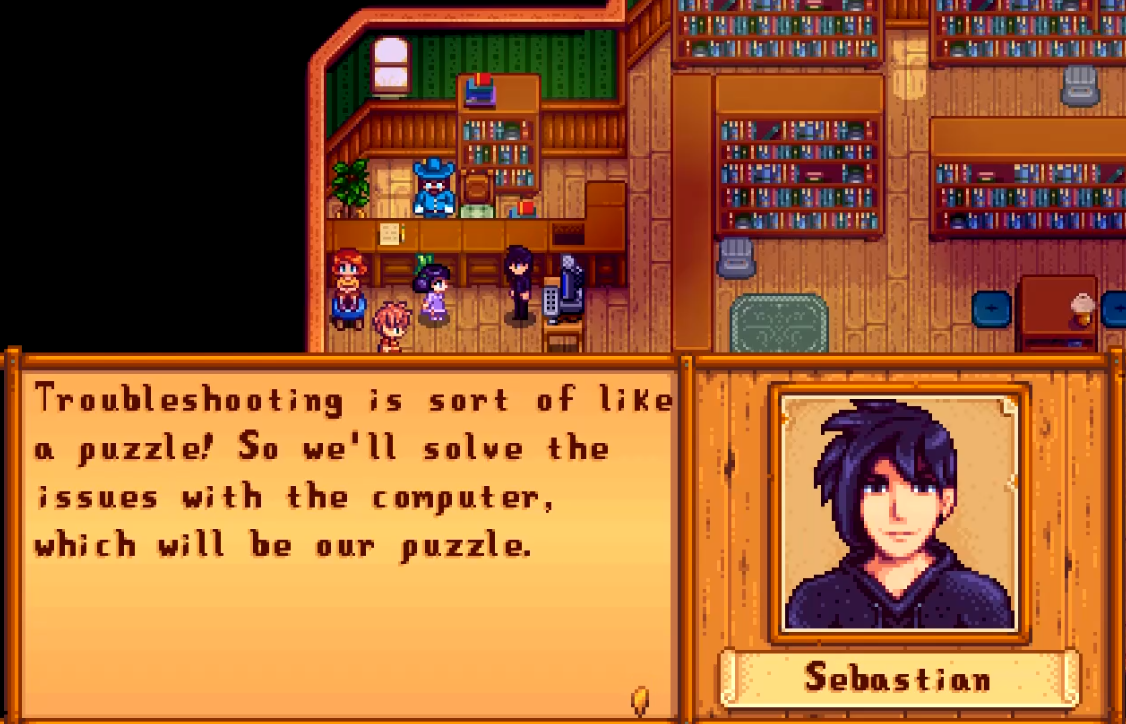 Troubleshooting is sort of like
a puzzle! So we'll solve the
issues with the computer,
which will be our puzzle.
Sebastian